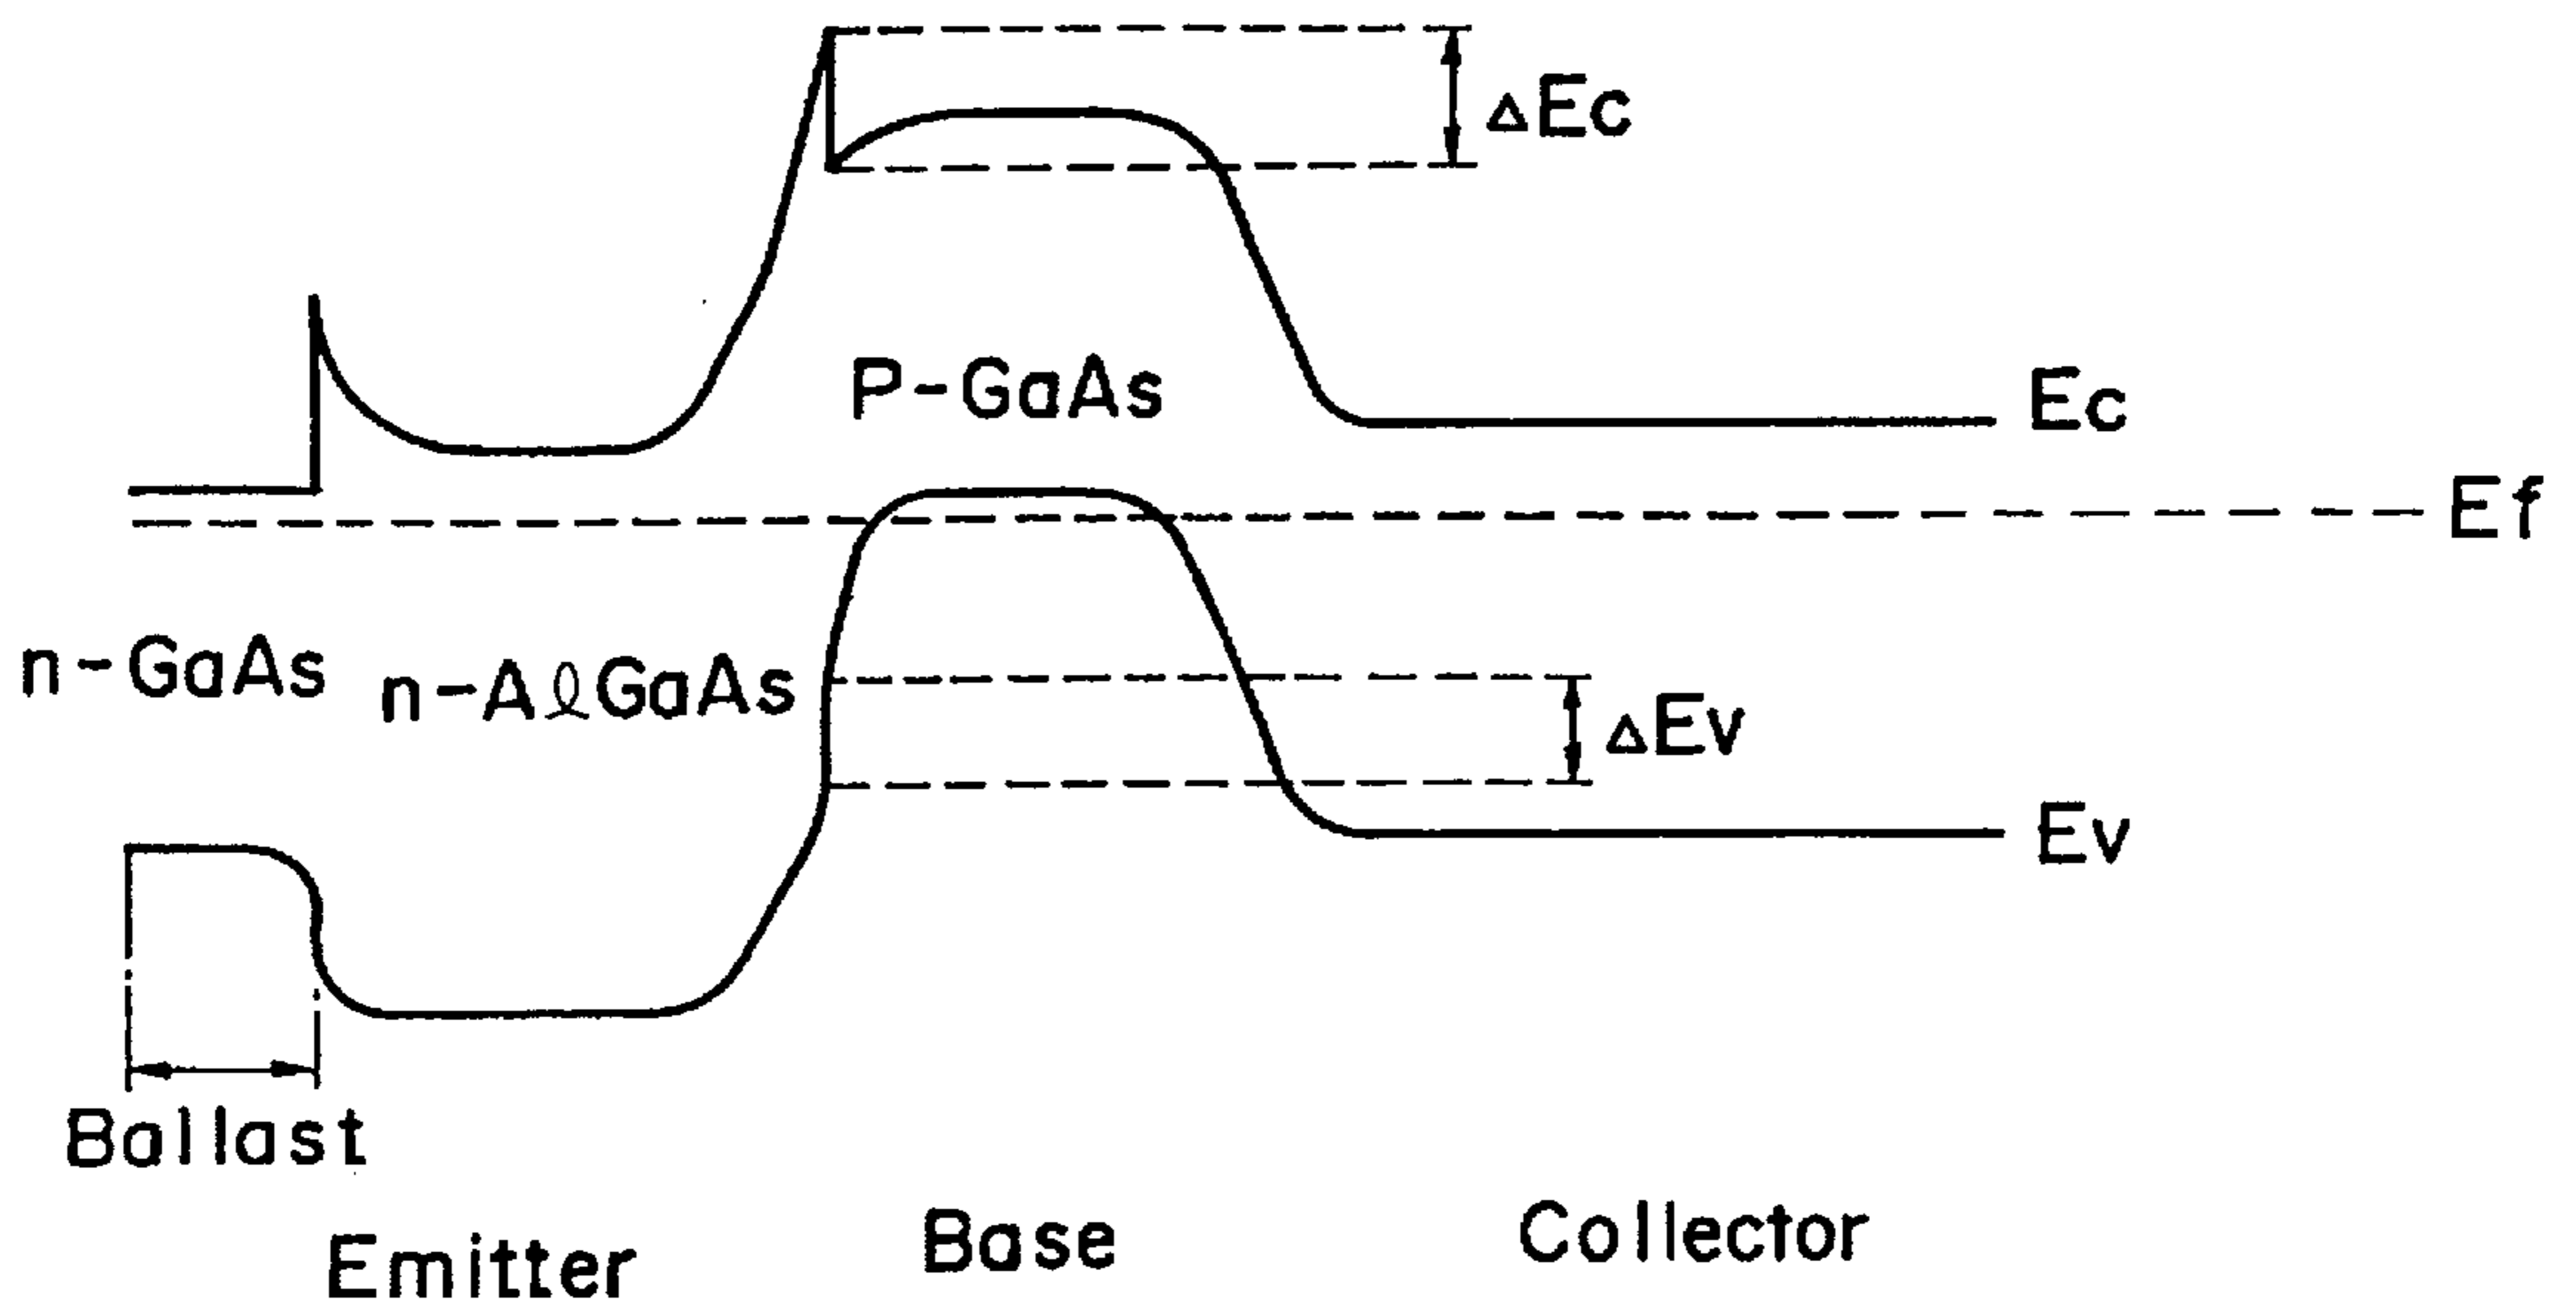 ΔEc
P-GaAs
Ec
Ef
n-GaAs
n-AlGaAs
ΔEv
Ev
Ballast
Emitter
Base
Collector